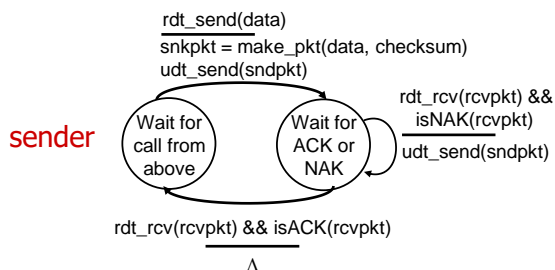 rdt_send(data)
snkpkt = make_pkt(data, checksum)
udt_send(sndpkt)
sender
Wait for
call from
above
Wait for
ACK or
NAK
rdt_rcv(rcvpkt) &&
isNAK(rcvpkt)
udt_send(sndpkt)
rdt_rcv(rcvpkt) && isACK(rcvpkt)
Λ